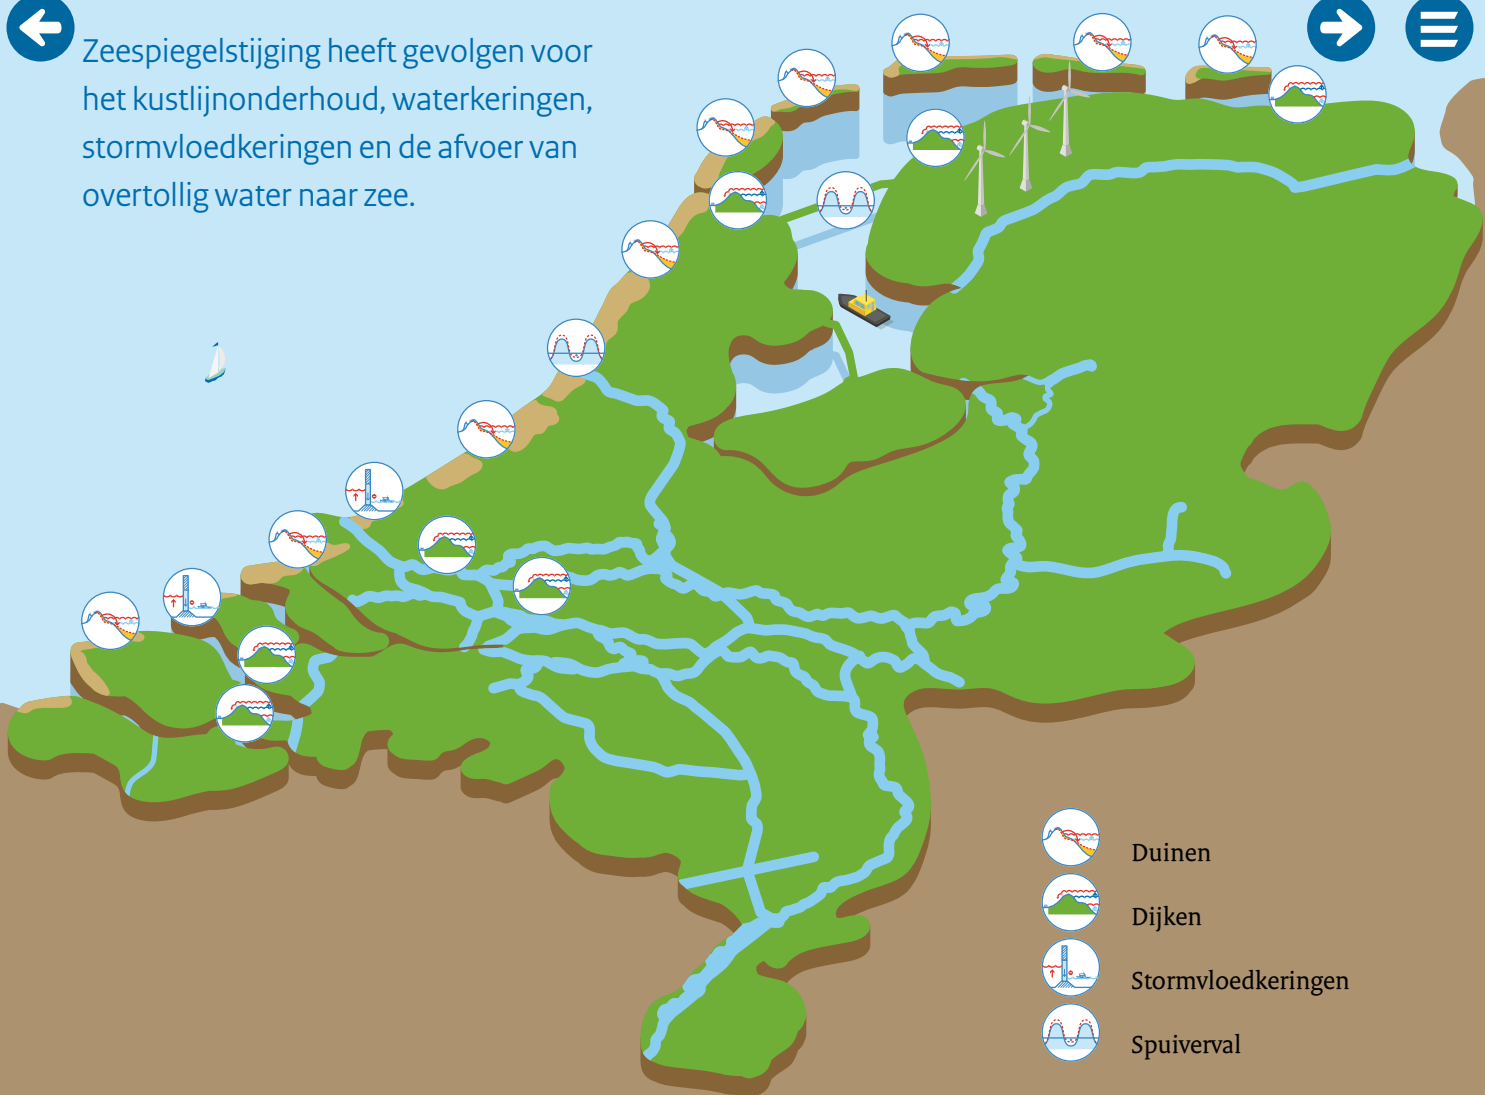 Zeespiegelstijging heeft gevolgen voor
het kustlijnonderhoud, waterkeringen,
stormvloedkeringen en de afvoer van
overtollig water naar zee.
Duinen
Dijken
Stormvloedkeringen
Spuiverval